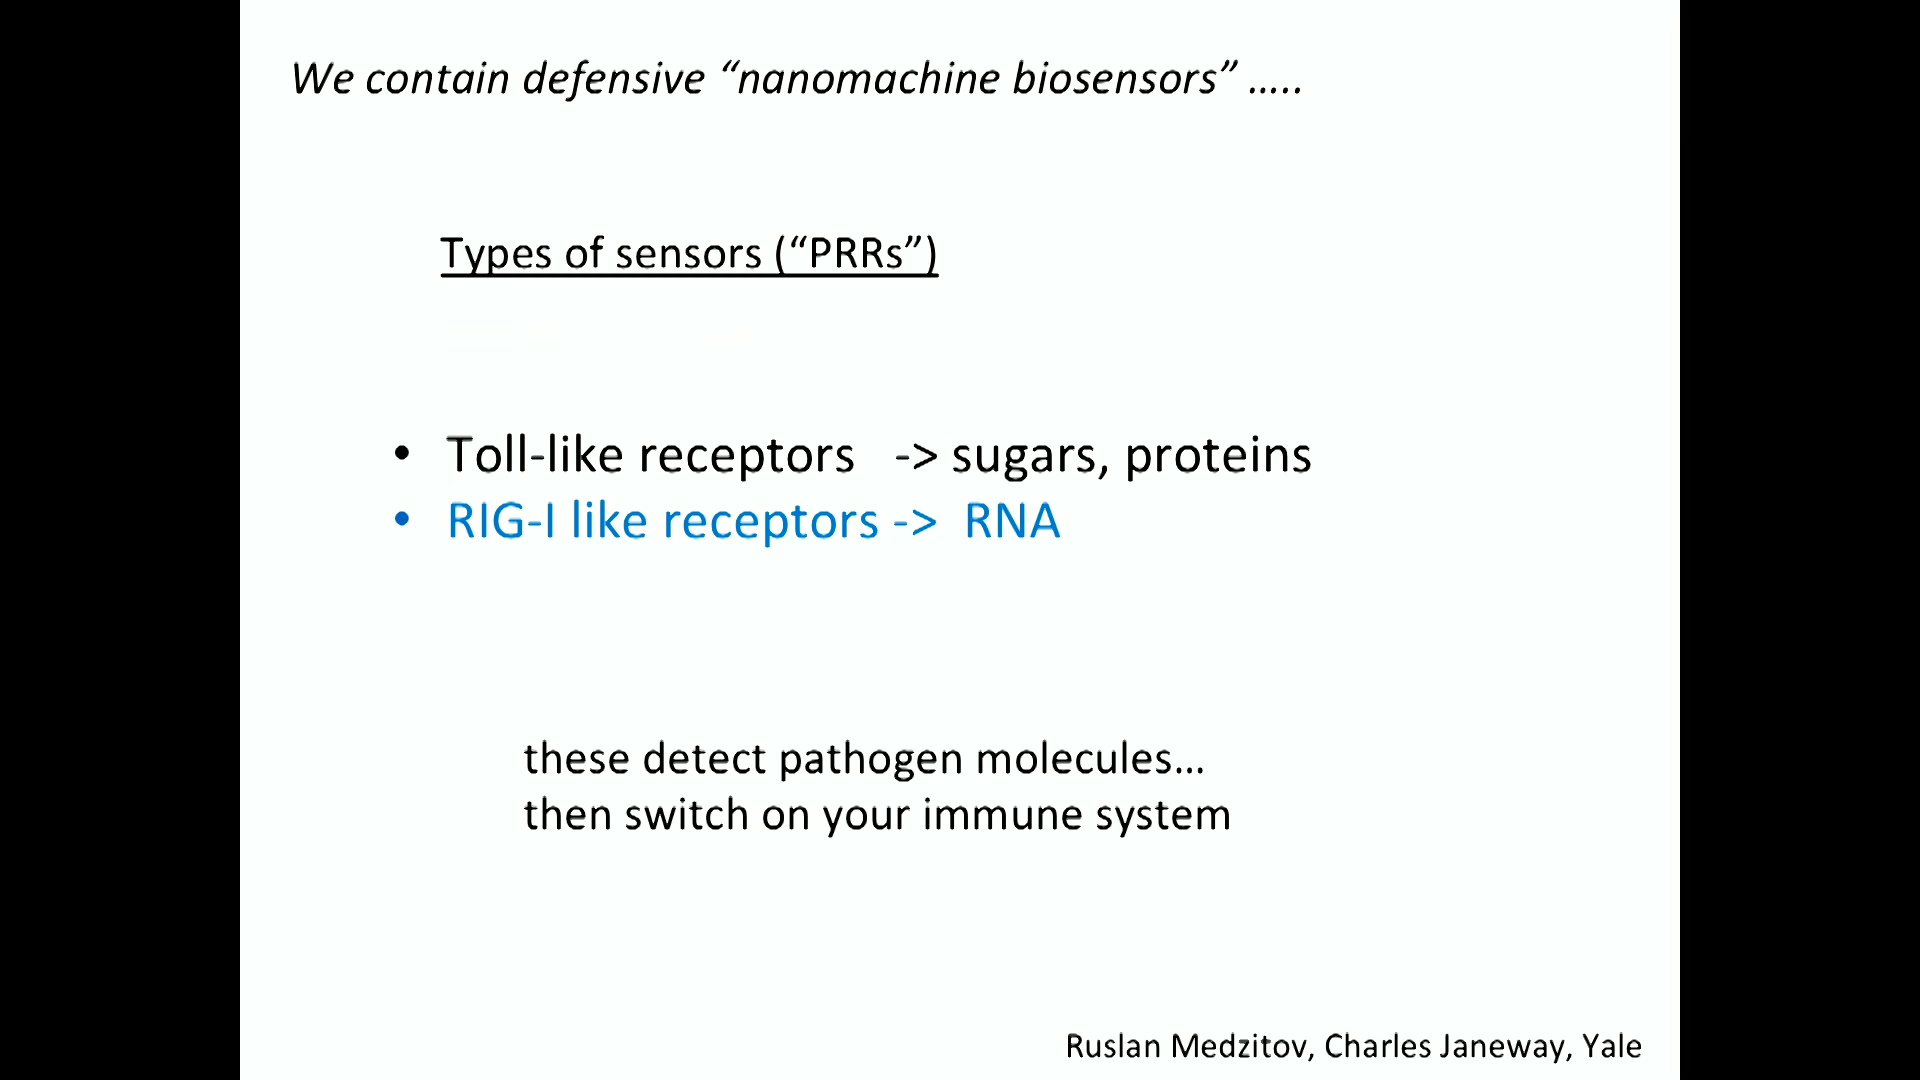 We contain defensive “nanomachine biosensors” …..
Types of sensors (“PRRs”)
• Toll-like receptors -> sugars, proteins
• RIG-I like receptors -> RNA
these detect pathogen molecules…
then switch on your immune system
Ruslan Medzitov, Charles Janeway, Yale